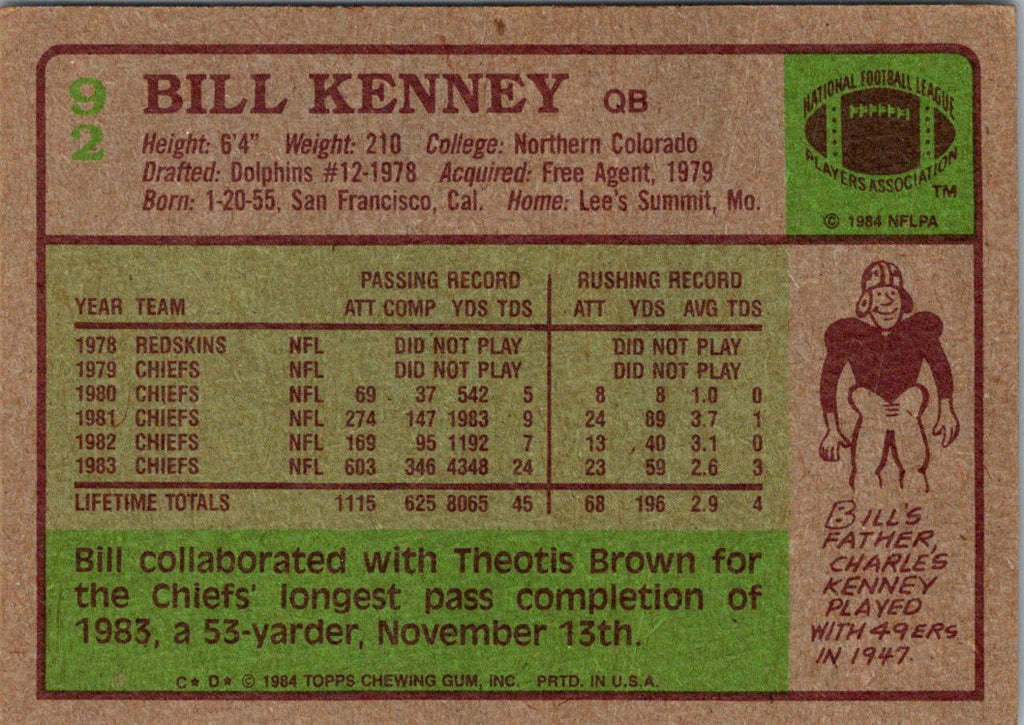 92 BILL KENNEY QB
Height: 6'4" Weight: 210 College: Northern Colorado
Drafted: Dolphins #12-1978 Acquired: Free Agent, 1979
Born: 1-20-55, San Francisco, Cal. Home: Lee's Summit, Mo.
NATIONAL FOOTBALL LEAGUE
PLAYERS ASSOCIATION
TM
© 1984 NFLPA
PASSING RECORD RUSHING RECORD
YEAR TEAM ATT COMP YDS TDS ATT YDS AVG TDS
1978 REDSKINS NFL DID NOT PLAY DID NOT PLAY
1979 CHIEFS NFL DID NOT PLAY DID NOT PLAY
1980 CHIEFS NFL 69 37 542 5 8 8 1.0 0
1981 CHIEFS NFL 274 147 1983 9 24 89 3.7 1
1982 CHIEFS NFL 169 95 1192 7 13 40 3.1 0
1983 CHIEFS NFL 603 346 4348 24 23 59 2.6 3
LIFETIME TOTALS 1115 625 8065 45 68 196 2.9 4
Bill collaborated with Theotis Brown for
the Chiefs' longest pass completion of
1983, a 53-yarder, November 13th.
C* D* © 1984 TOPPS CHEWING GUM, INC. PRTD. IN U.S.A.
BILL'S
FATHER,
CHARLES
KENNEY
PLAYED
WITH 49ERS
IN 1947.